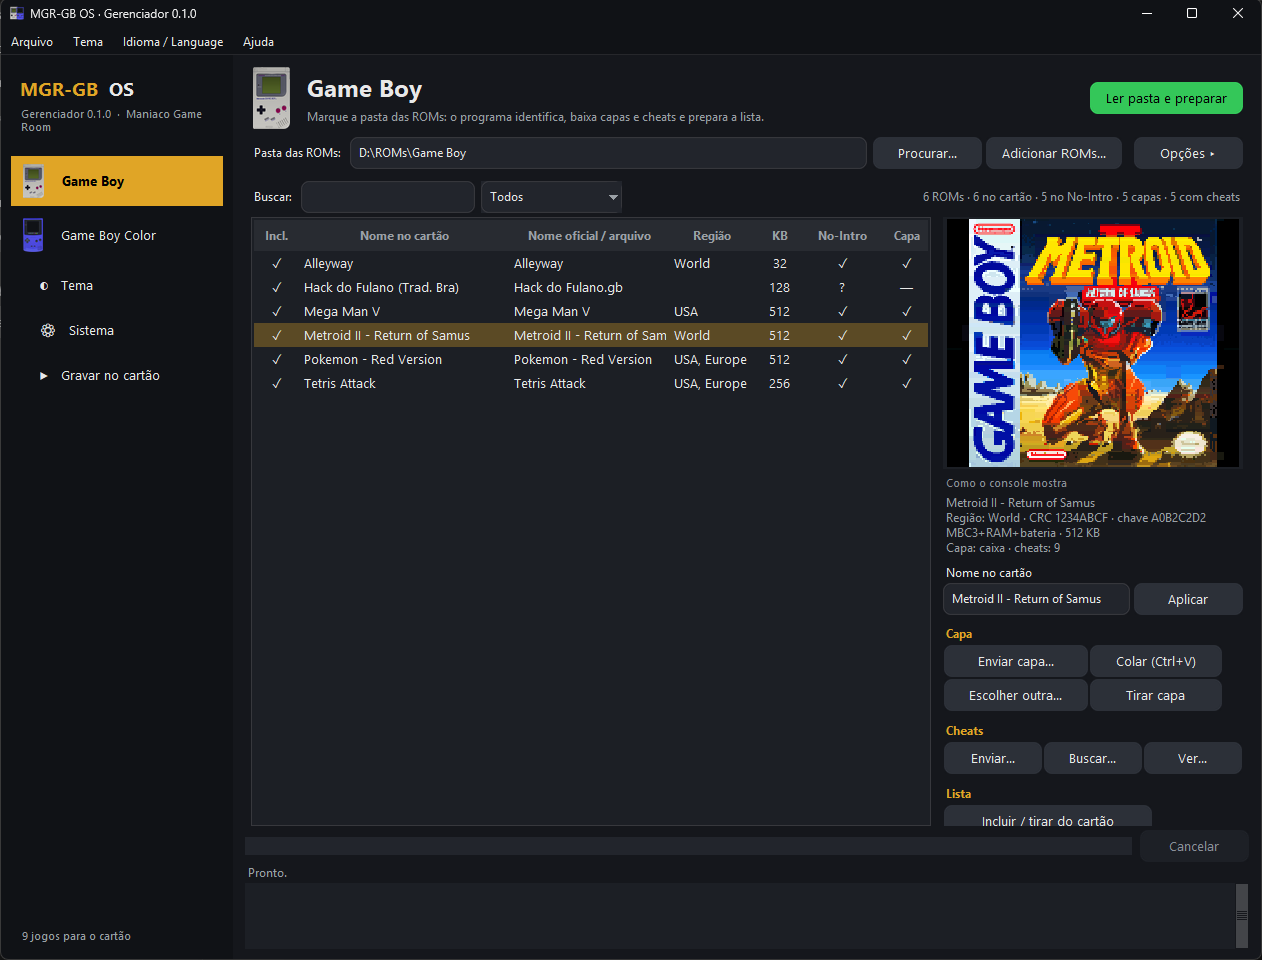 MGR-GB OS · Gerenciador 0.1.0
Arquivo Tema Idioma / Language Ajuda
MGR-GB OS
Gerenciador 0.1.0 · Maniaco Game
Room
Game Boy
Game Boy Color
Tema
Sistema
Gravar no cartão
9 jogos para o cartão
Game Boy
Marque a pasta das ROMs: o programa identifica, baixa capas e cheats e prepara a lista.
Ler pasta e preparar
Pasta das ROMs: D:\ROMs\Game Boy Procurar... Adicionar ROMs... Opções ▸
Buscar: Todos 6 ROMs · 6 no cartão · 5 no No-Intro · 5 capas · 5 com cheats
Incl. Nome no cartão Nome oficial / arquivo Região KB No-Intro Capa
✓ Alleyway Alleyway World 32 ✓ ✓
✓ Hack do Fulano (Trad. Bra) Hack do Fulano.gb 128 ? —
✓ Mega Man V Mega Man V USA 512 ✓ ✓
✓ Metroid II - Return of Samus Metroid II - Return of Sam World 512 ✓ ✓
✓ Pokemon - Red Version Pokemon - Red Version USA, Europe 512 ✓ ✓
✓ Tetris Attack Tetris Attack USA, Europe 256 ✓ ✓
GAME BOY
METROID II
RETURN OF SAMUS
Como o console mostra
Metroid II - Return of Samus
Região: World · CRC 1234ABCF · chave A0B2C2D2
MBC3+RAM+bateria · 512 KB
Capa: caixa · cheats: 9
Nome no cartão
Metroid II - Return of Samus Aplicar
Capa
Enviar capa... Colar (Ctrl+V)
Escolher outra... Tirar capa
Cheats
Enviar... Buscar... Ver...
Lista
Incluir / tirar do cartão
Cancelar
Pronto.